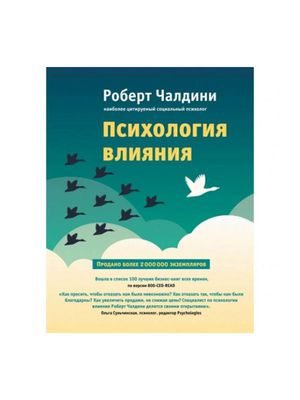 Роберт Чалдини
наиболее цитируемый социальный психолог
Психология
влияния
Продано более 2 000 000 экземпляров
Вошла в список 100 лучших бизнес-книг всех времен,
по версии 800-CEO-READ
«Как просить, чтобы отказать нам было невозможно? Как отказать так, чтобы нам были
благодарны? Как увеличить продажи, не снижая цены? Специалист по психологии
влияния Роберт Чалдини делится своими открытиями».
Ольга Сульчинская, психолог, редактор Psychologies